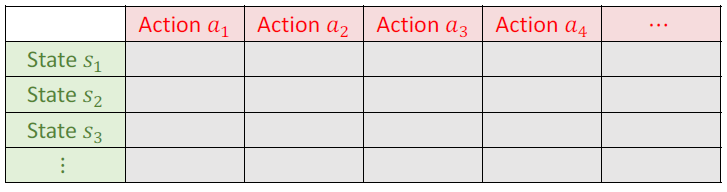 Action a₁ Action a₂ Action a₃ Action a₄ ⋯
State s₁
State s₂
State s₃
⋮